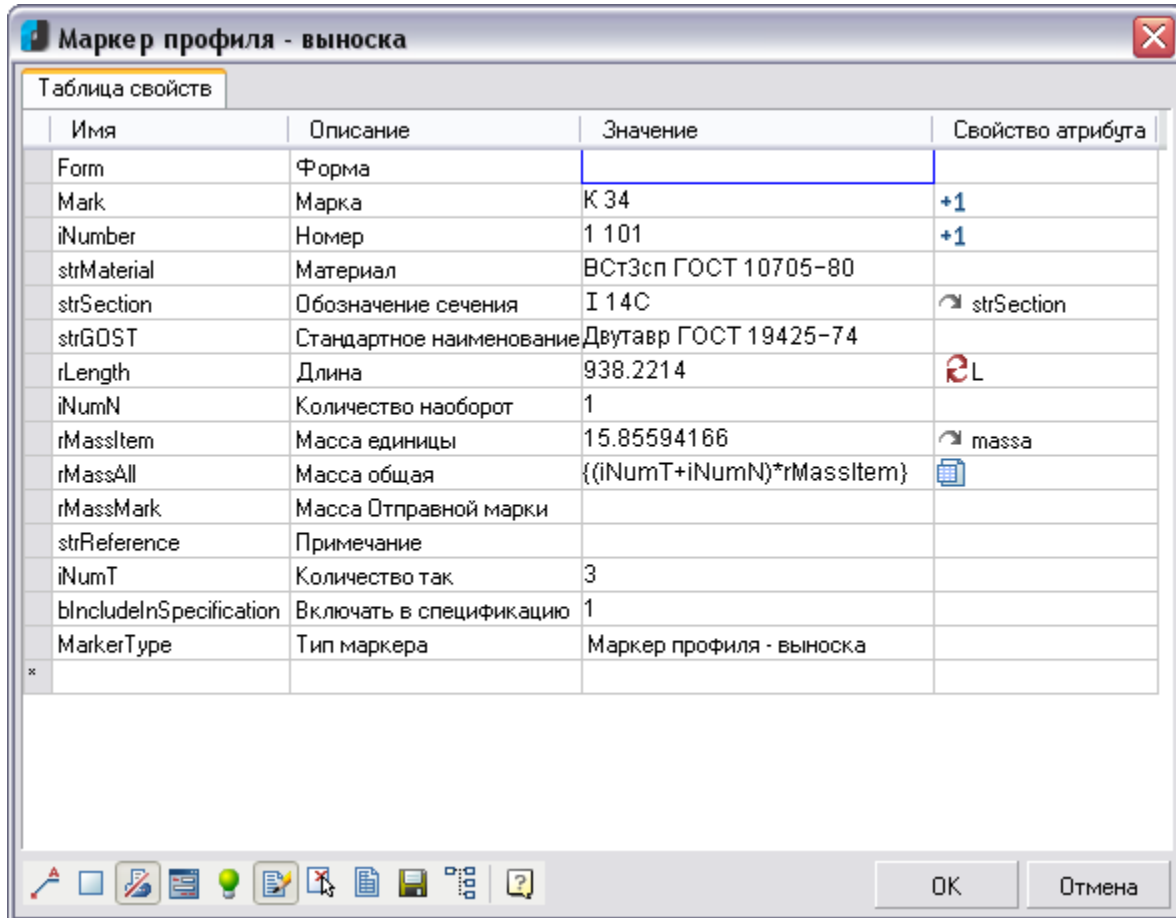 Маркер профиля - выноска
Таблица свойств
Имя Описание Значение Свойство атрибута
Form Форма
Mark Марка К 34 +1
iNumber Номер 1 101 +1
strMaterial Материал ВСт3сп ГОСТ 10705-80
strSection Обозначение сечения I 14С strSection
strGOST Стандартное наименование Двутавр ГОСТ 19425-74
rLength Длина 938.2214 L
iNumN Количество наоборот 1
rMassItem Масса единицы 15.85594166 massa
rMassAll Масса общая {(iNumT+iNumN)*rMassItem}
rMassMark Масса Отправной марки
strReference Примечание
iNumT Количество так 3
bIncludeInSpecification Включать в спецификацию 1
MarkerType Тип маркера Маркер профиля - выноска
*
OK Отмена